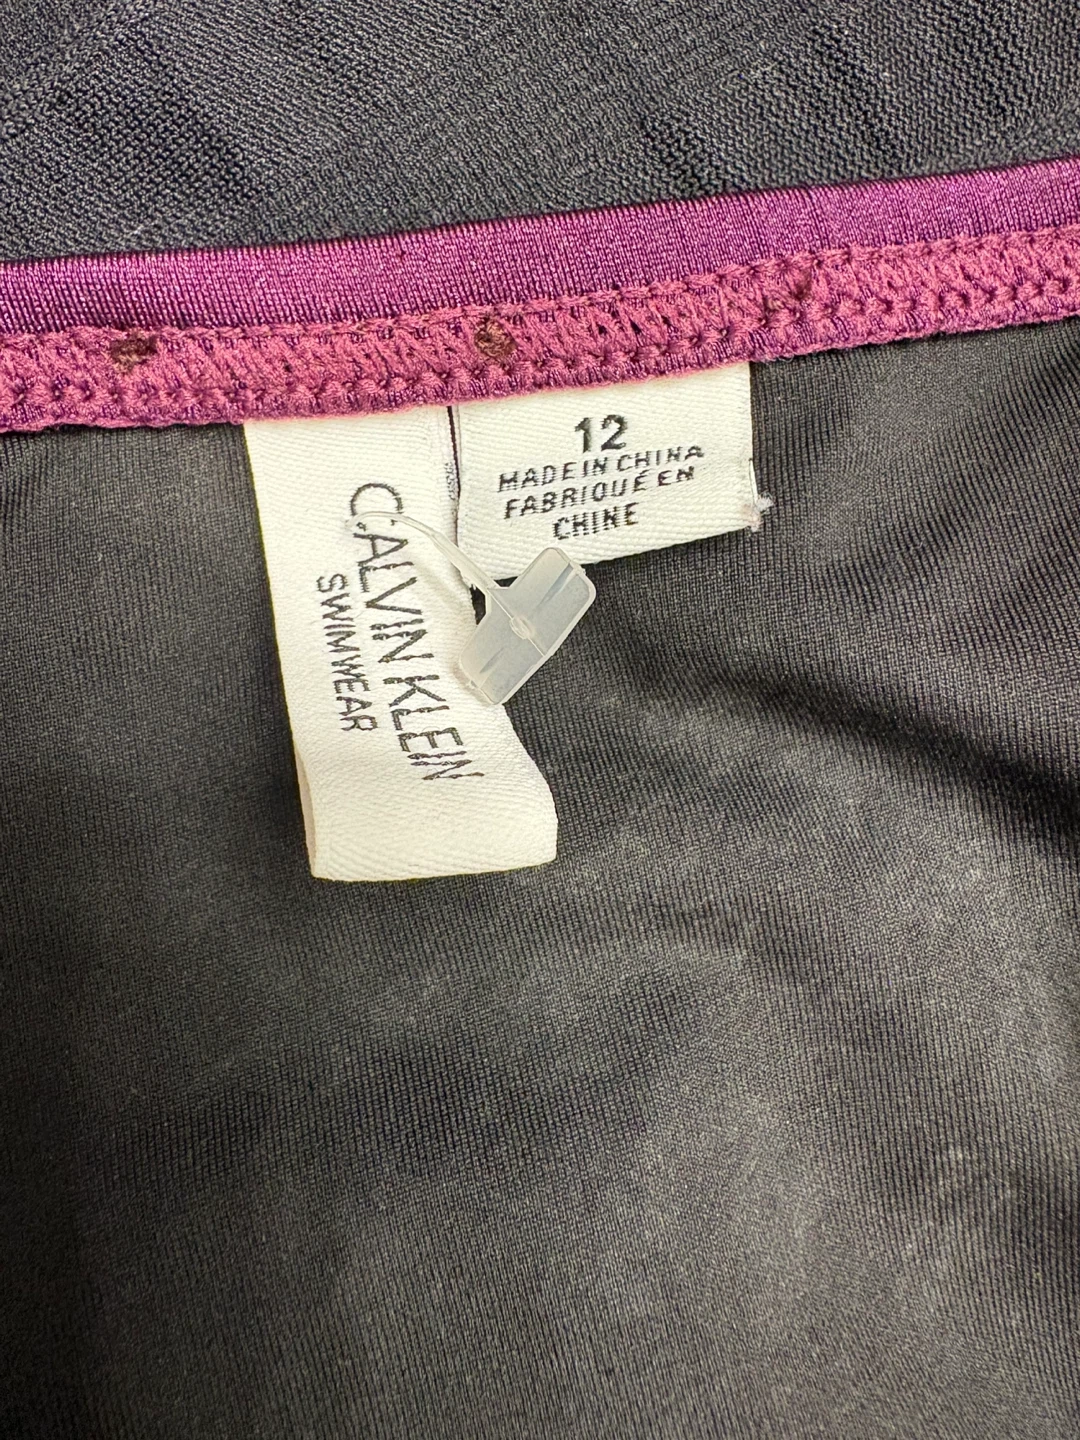 12
MADE IN CHINA
FABRIQUÉ EN
CHINE
CALVIN KLEIN
SWIMWEAR